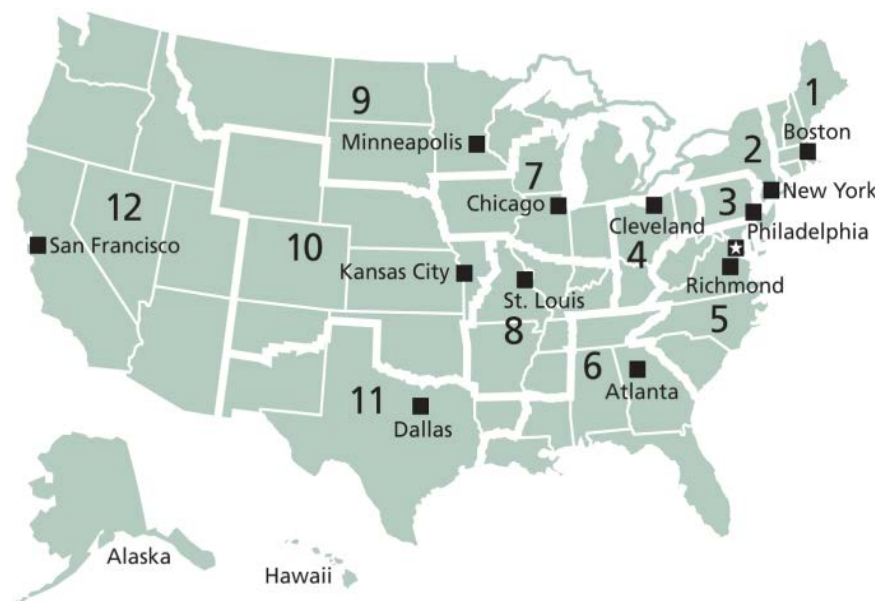 1
Boston
9
2
Minneapolis
7
New York
3
Chicago
12
Cleveland
Philadelphia
San Francisco
10
4
Kansas City
St. Louis
Richmond
8
5
6
Atlanta
11
Dallas
Alaska
Hawaii